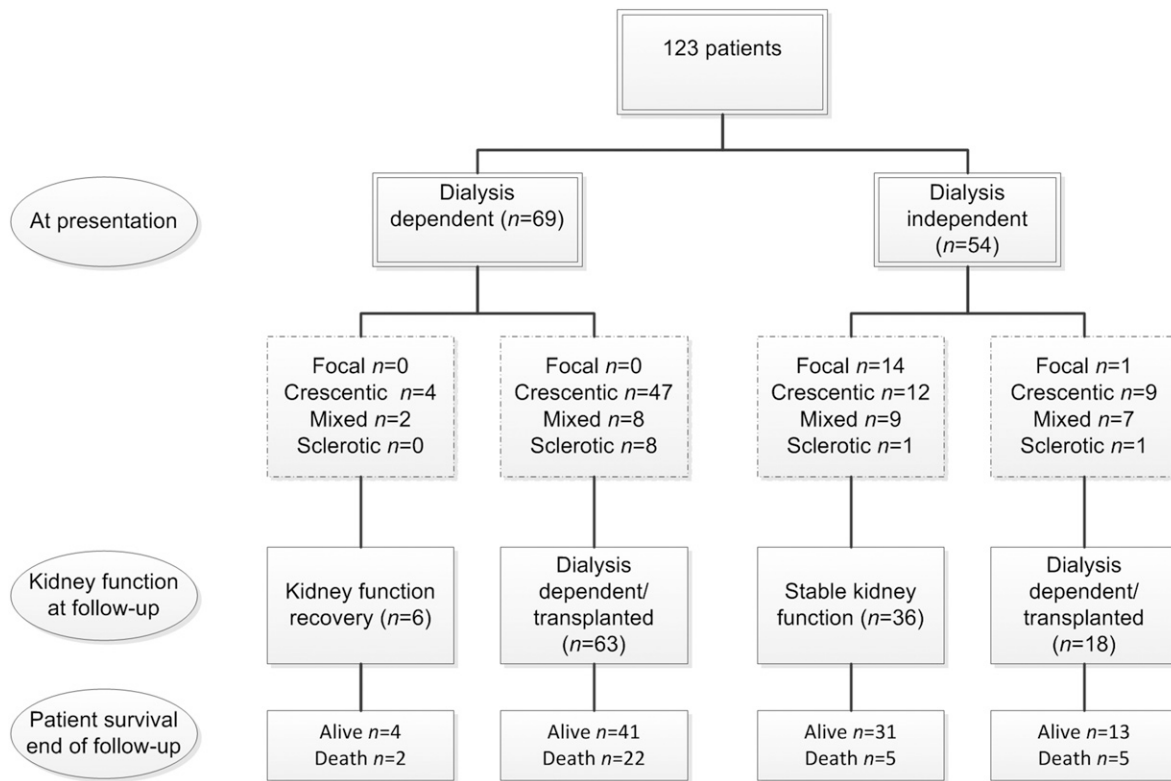 123 patients
At presentation
Dialysis
dependent (n=69)
Dialysis
independent
(n=54)
Focal n=0
Crescentic n=4
Mixed n=2
Sclerotic n=0
Focal n=0
Crescentic n=47
Mixed n=8
Sclerotic n=8
Focal n=14
Crescentic n=12
Mixed n=9
Sclerotic n=1
Focal n=1
Crescentic n=9
Mixed n=7
Sclerotic n=1
Kidney function
at follow-up
Kidney function
recovery (n=6)
Dialysis
dependent/
transplanted
(n=63)
Stable kidney
function (n=36)
Dialysis
dependent/
transplanted
(n=18)
Patient survival
end of follow-up
Alive n=4
Death n=2
Alive n=41
Death n=22
Alive n=31
Death n=5
Alive n=13
Death n=5